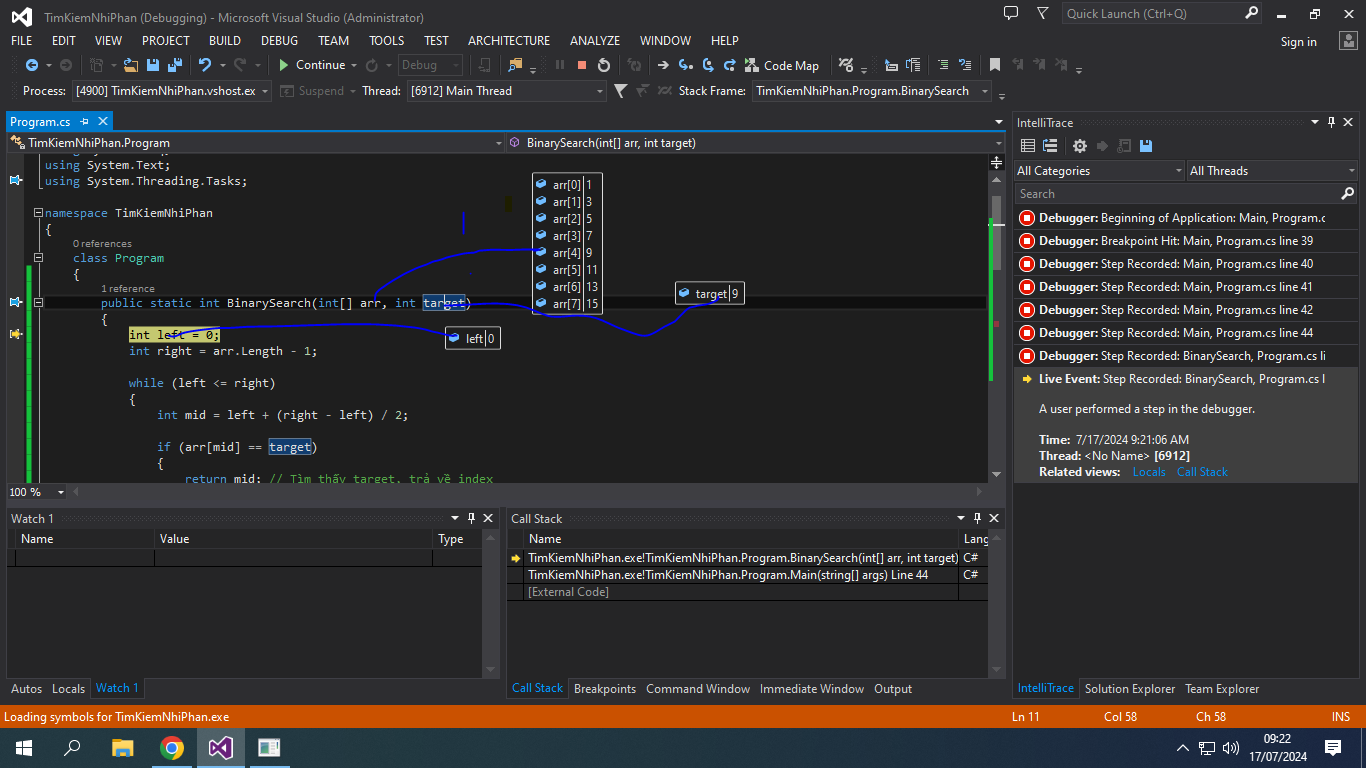 TimKiemNhiPhan (Debugging) - Microsoft Visual Studio (Administrator)
Quick Launch (Ctrl+Q)
FILE EDIT VIEW PROJECT BUILD DEBUG TEAM TOOLS TEST ARCHITECTURE ANALYZE WINDOW HELP
Sign in
Continue Debug Code Map
Process: [4900] TimKiemNhiPhan.vshost.ex Suspend Thread: [6912] Main Thread Stack Frame: TimKiemNhiPhan.Program.BinarySearch
Program.cs
TimKiemNhiPhan.Program BinarySearch(int[] arr, int target)
using System.Text;
using System.Threading.Tasks;
namespace TimKiemNhiPhan
{
0 references
class Program
{
1 reference
public static int BinarySearch(int[] arr, int target)
{
int left = 0;
int right = arr.Length - 1;
while (left <= right)
{
int mid = left + (right - left) / 2;
if (arr[mid] == target)
{
return mid; // Tìm thấy target, trả về index
arr[0] 1
arr[1] 3
arr[2] 5
arr[3] 7
arr[4] 9
arr[5] 11
arr[6] 13
arr[7] 15
target 9
left 0
100 %
IntelliTrace
All Categories All Threads
Search
Debugger: Beginning of Application: Main, Program.c
Debugger: Breakpoint Hit: Main, Program.cs line 39
Debugger: Step Recorded: Main, Program.cs line 40
Debugger: Step Recorded: Main, Program.cs line 41
Debugger: Step Recorded: Main, Program.cs line 42
Debugger: Step Recorded: Main, Program.cs line 44
Debugger: Step Recorded: BinarySearch, Program.cs li
Live Event: Step Recorded: BinarySearch, Program.cs l
A user performed a step in the debugger.
Time: 7/17/2024 9:21:06 AM
Thread: <No Name> [6912]
Related views: Locals Call Stack
Watch 1
Name Value Type
Autos Locals Watch 1
Call Stack
Name Lang
TimKiemNhiPhan.exe!TimKiemNhiPhan.Program.BinarySearch(int[] arr, int target) C#
TimKiemNhiPhan.exe!TimKiemNhiPhan.Program.Main(string[] args) Line 44 C#
[External Code]
Call Stack Breakpoints Command Window Immediate Window Output
IntelliTrace Solution Explorer Team Explorer
Loading symbols for TimKiemNhiPhan.exe
Ln 11 Col 58 Ch 58 INS
09:22
17/07/2024